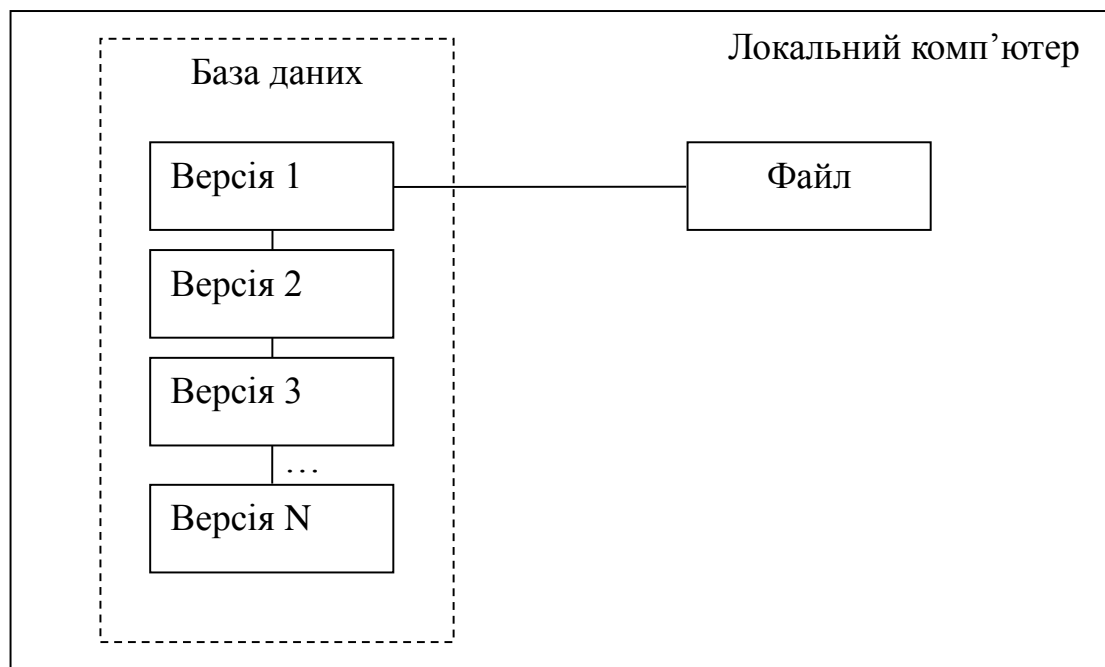 Локальний комп’ютер
База даних
Версія 1
Файл
Версія 2
Версія 3
…
Версія N